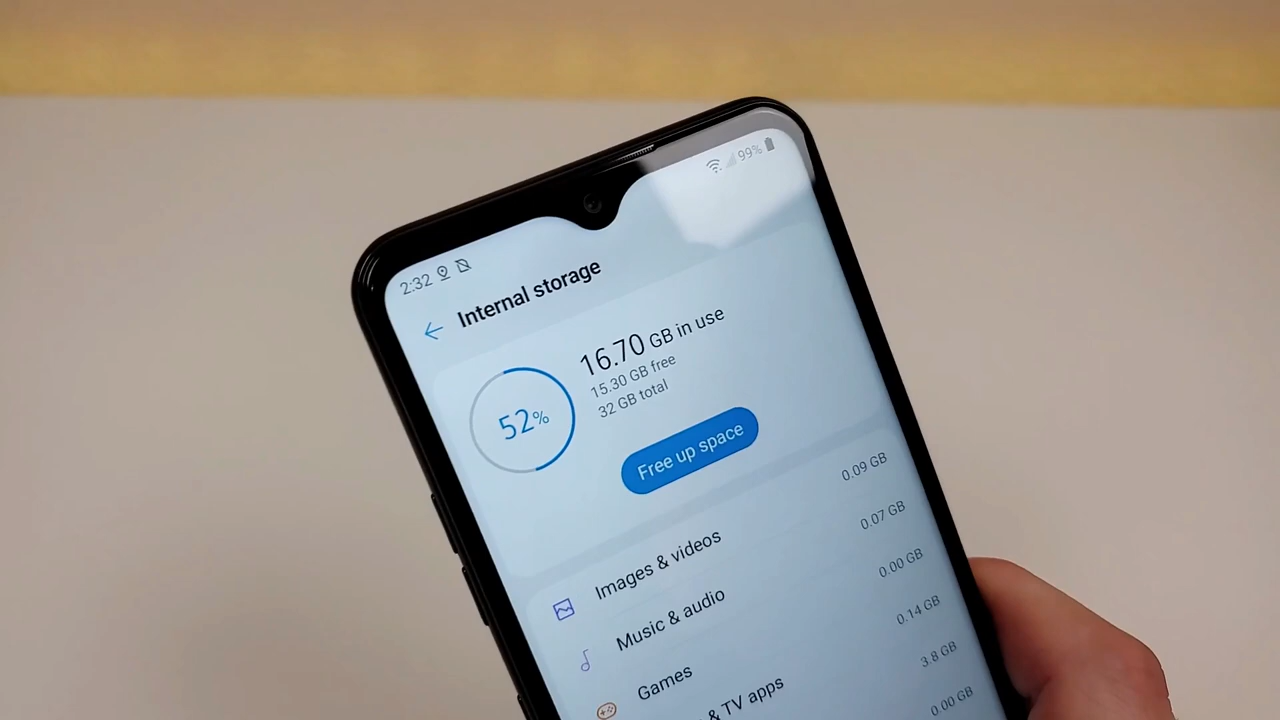 2:32 99%
Internal storage
52%
16.70 GB in use
15.30 GB free
32 GB total
Free up space
Images & videos 0.09 GB
Music & audio 0.07 GB
Games 0.00 GB
& TV apps 0.14 GB
3.8 GB
0.00 GB